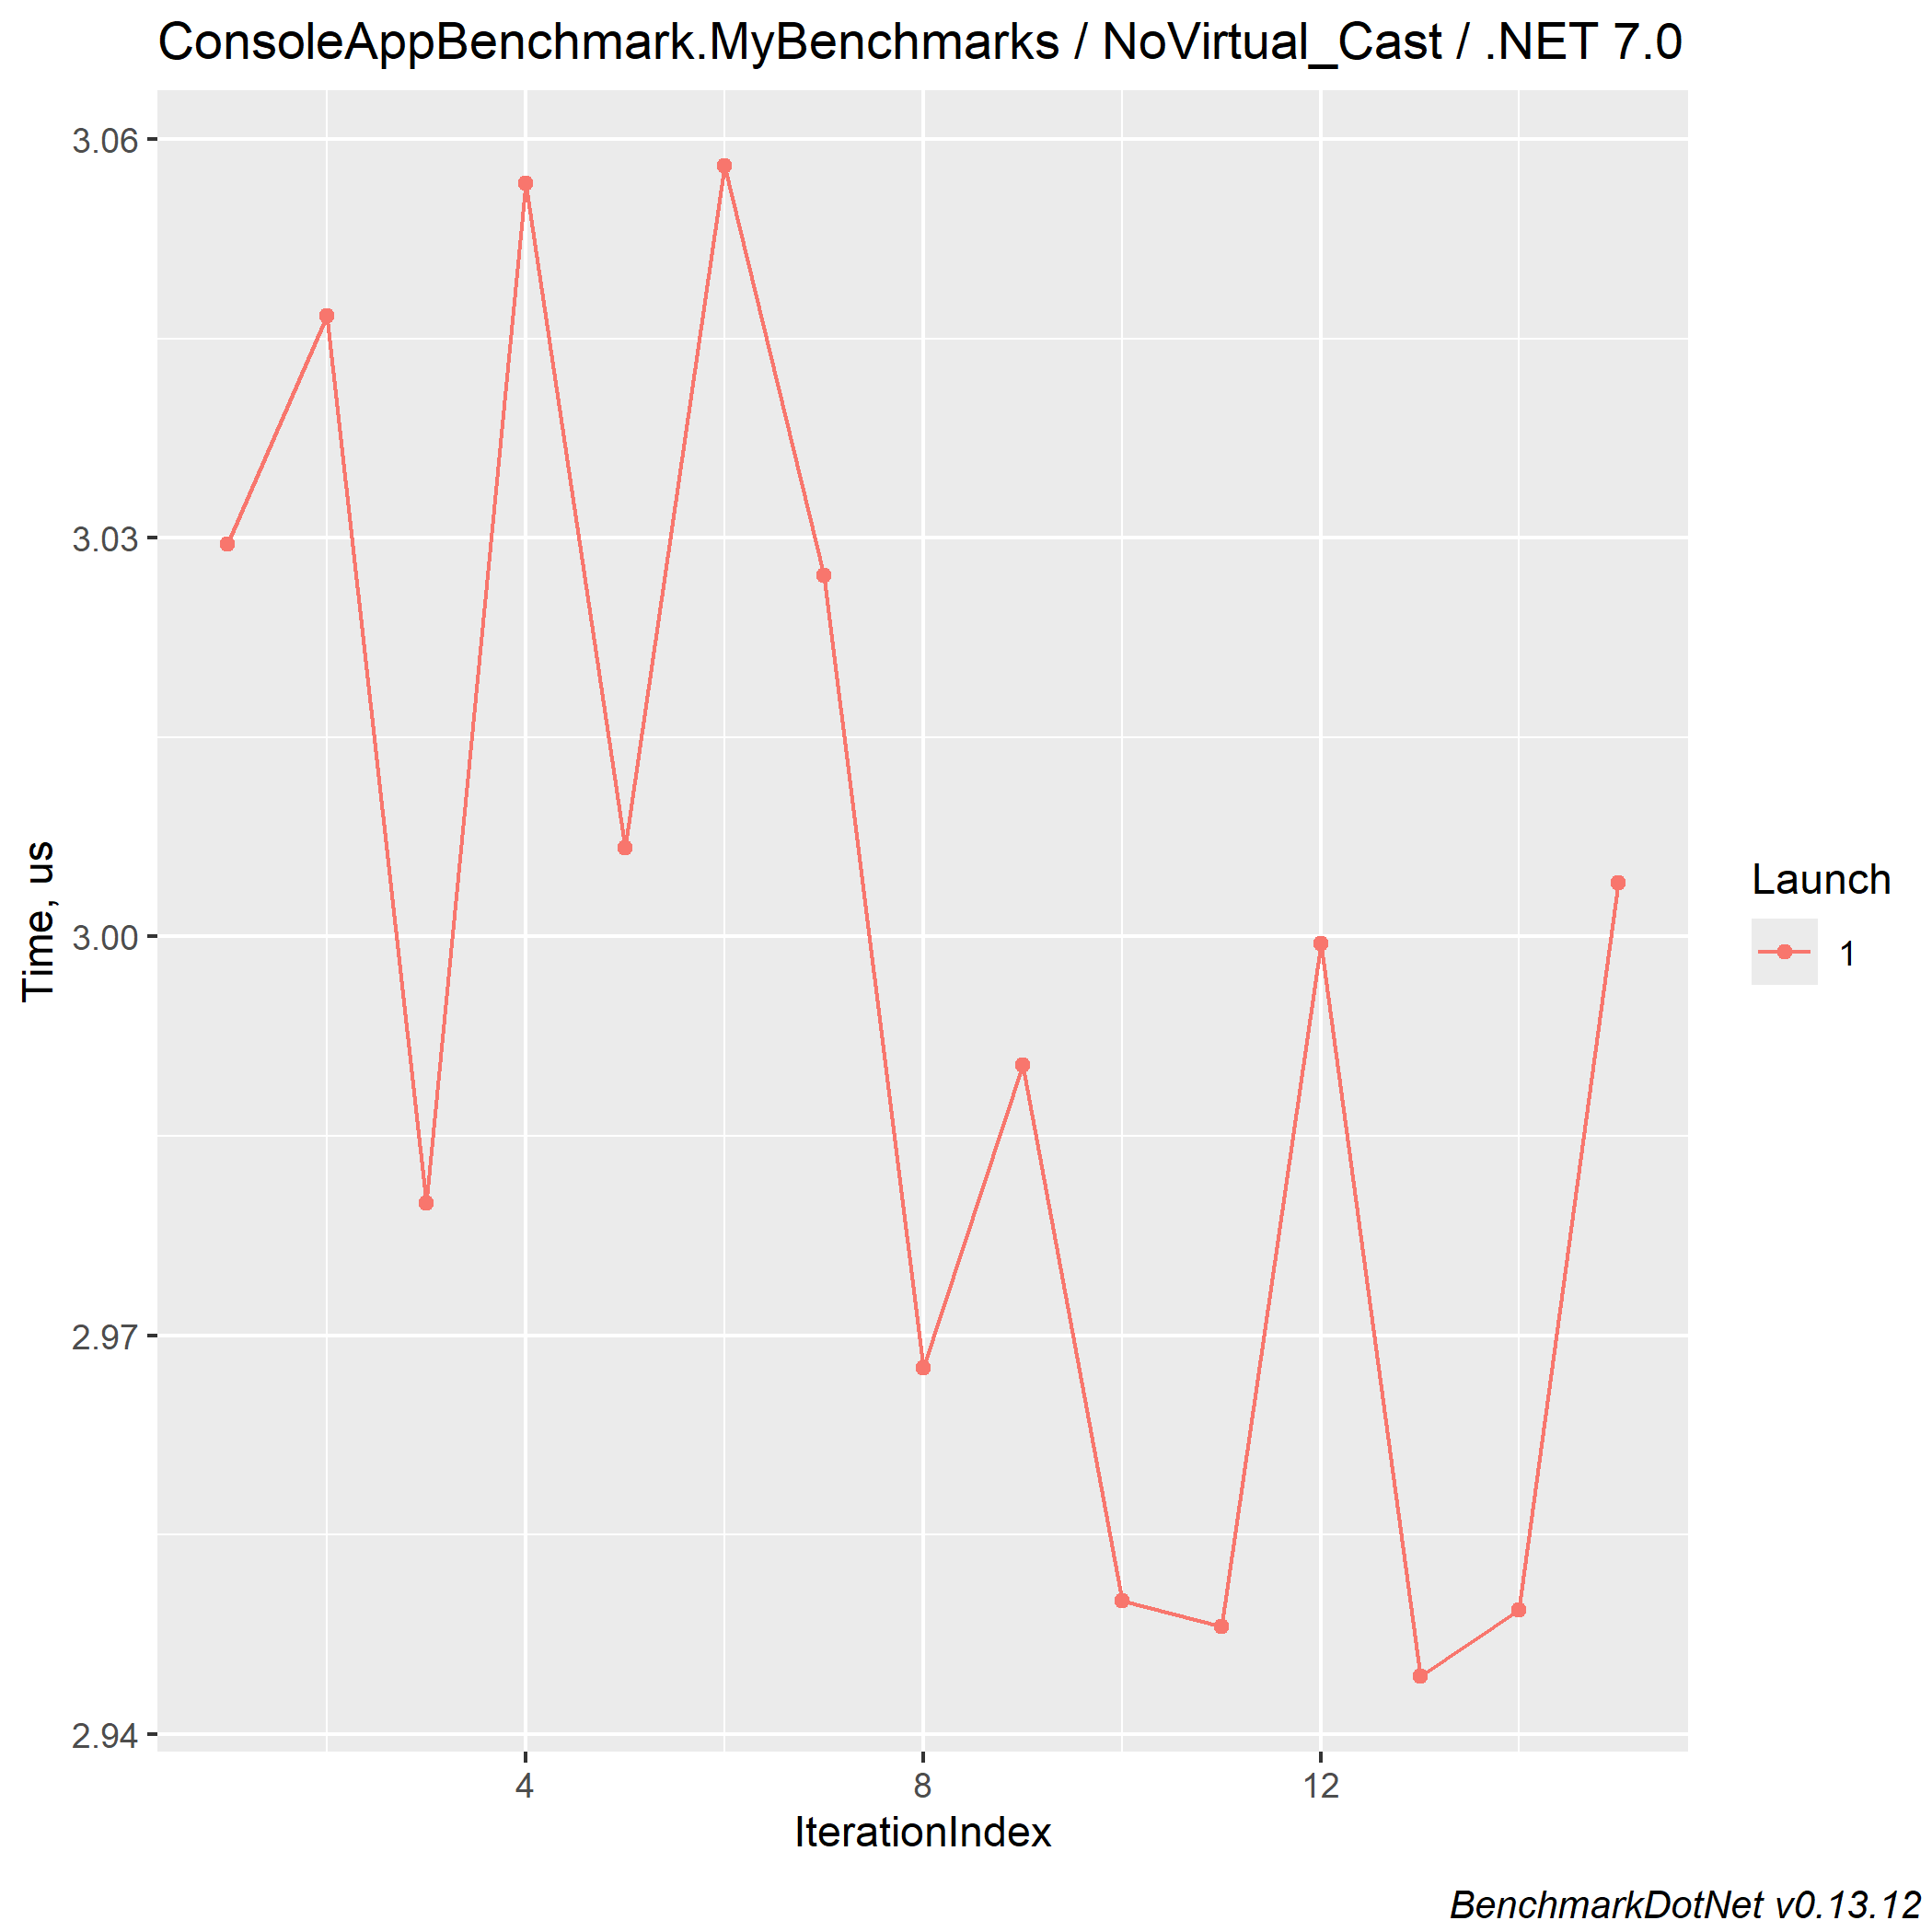 ConsoleAppBenchmark.MyBenchmarks / NoVirtual_Cast / .NET 7.0
3.06
3.03
3.00
2.97
2.94
Time, us
4
8
12
IterationIndex
Launch
1
BenchmarkDotNet v0.13.12